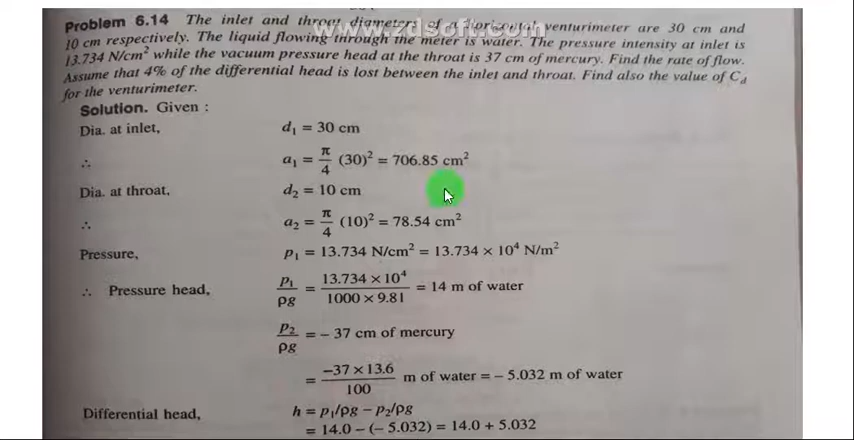 www.zdsoft.com
Problem 6.14 The inlet and throat diameters of a horizontal venturimeter are 30 cm and
10 cm respectively. The liquid flowing through the meter is water. The pressure intensity at inlet is
13.734 N/cm² while the vacuum pressure head at the throat is 37 cm of mercury. Find the rate of flow.
Assume that 4% of the differential head is lost between the inlet and throat. Find also the value of C_d
for the venturimeter.
Solution. Given :
Dia. at inlet, d₁ = 30 cm
∴ a₁ = π/4 (30)² = 706.85 cm²
Dia. at throat, d₂ = 10 cm
∴ a₂ = π/4 (10)² = 78.54 cm²
Pressure, p₁ = 13.734 N/cm² = 13.734 × 10⁴ N/m²
∴ Pressure head, p₁/ρg = 13.734 × 10⁴/1000 × 9.81 = 14 m of water
p₂/ρg = – 37 cm of mercury
= –37 × 13.6/100 m of water = – 5.032 m of water
Differential head, h = p₁/ρg – p₂/ρg
= 14.0 – (– 5.032) = 14.0 + 5.032